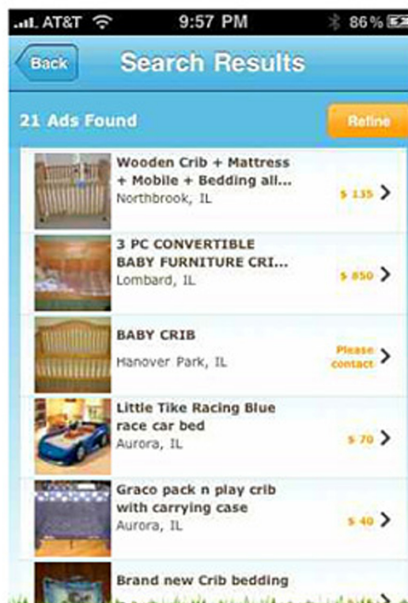 AT&T 9:57 PM 86%
Back Search Results
21 Ads Found Refine
Wooden Crib + Mattress
+ Mobile + Bedding all...
Northbrook, IL
$ 135
3 PC CONVERTIBLE
BABY FURNITURE CRI...
Lombard, IL
$ 850
BABY CRIB
Hanover Park, IL
Please
contact
Little Tike Racing Blue
race car bed
Aurora, IL
$ 70
Graco pack n play crib
with carrying case
Aurora, IL
$ 40
Brand new Crib bedding